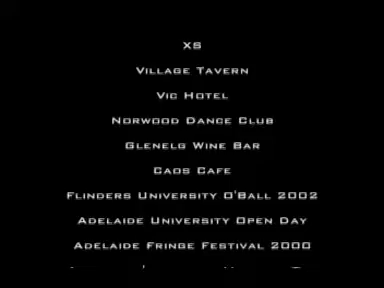 XS
Village Tavern
Vic Hotel
Norwood Dance Club
Glenelg Wine Bar
Caos Cafe
Flinders University O'Ball 2002
Adelaide University Open Day
Adelaide Fringe Festival 2000